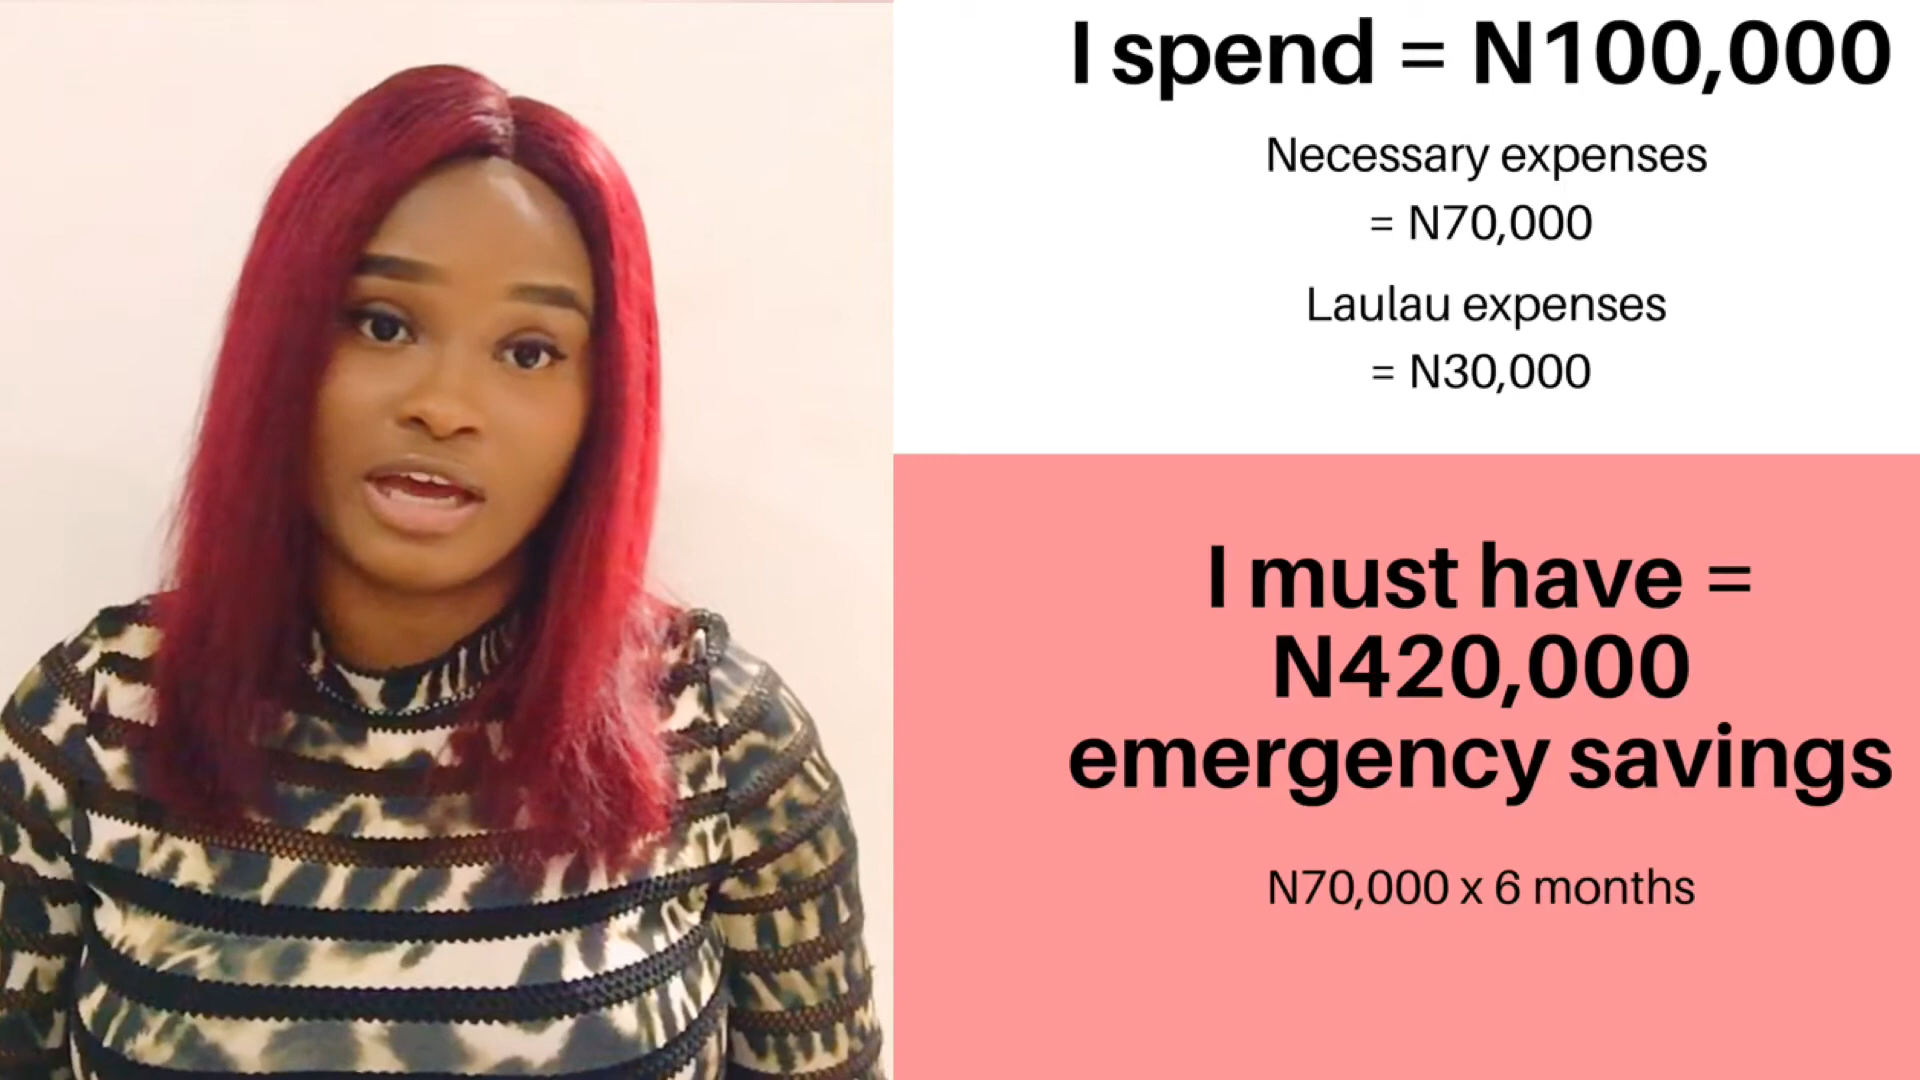 I spend = N100,000
Necessary expenses
= N70,000
Laulau expenses
= N30,000
I must have =
N420,000
emergency savings
N70,000 x 6 months